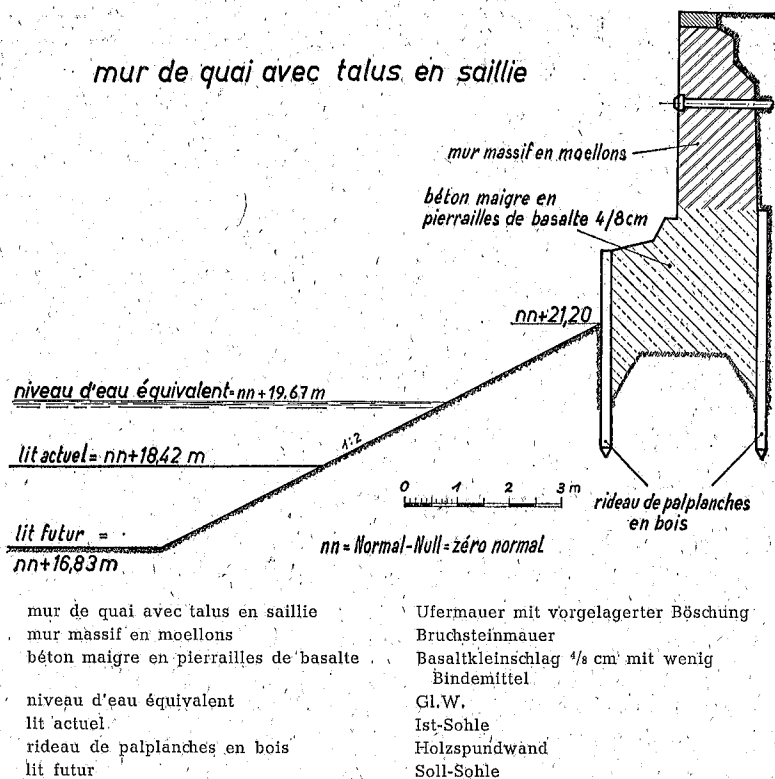 mur de quai avec talus en saillie
mur massif en moellons
béton maigre en
pierrailles de basalte 4/8cm
nn+21,20
niveau d'eau équivalent=nn+19.67 m
1:2
lit actuel= nn+18,42 m
0 1 2 3 m
rideau de palplanches
en bois
lit futur =
nn+16,83m
nn=Normal-Null=zéro normal
mur de quai avec talus en saillie Ufermauer mit vorgelagerter Böschung
mur massif en moellons Bruchsteinmauer
béton maigre en pierrailles de basalte Basaltkleinschlag 4/8 cm mit wenig
Bindemittel
niveau d'eau équivalent Gl.W.
lit actuel Ist-Sohle
rideau de palplanches en bois Holzspundwand
lit futur Soll-Sohle